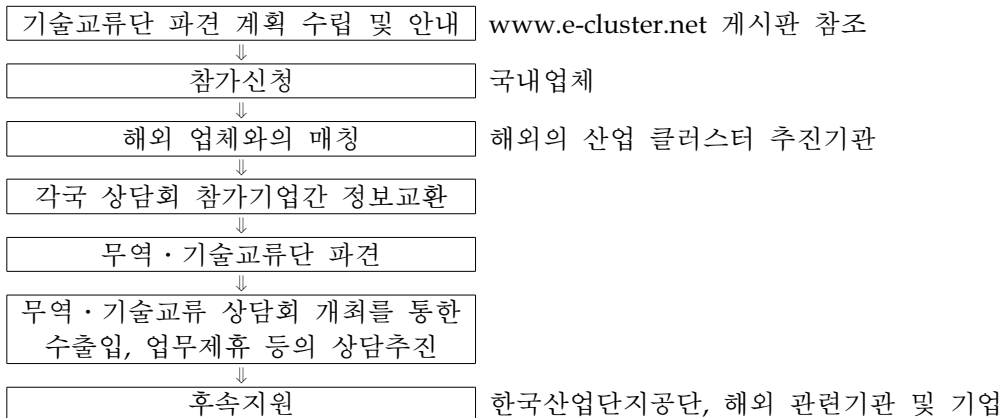 기술교류단 파견 계획 수립 및 안내 www.e-cluster.net 게시판 참조
⇓
참가신청 국내업체
⇓
해외 업체와의 매칭 해외의 산업 클러스터 추진기관
⇓
각국 상담회 참가기업간 정보교환
⇓
무역·기술교류단 파견
⇓
무역·기술교류 상담회 개최를 통한
수출입, 업무제휴 등의 상담추진
⇓
후속지원 한국산업단지공단, 해외 관련기관 및 기업